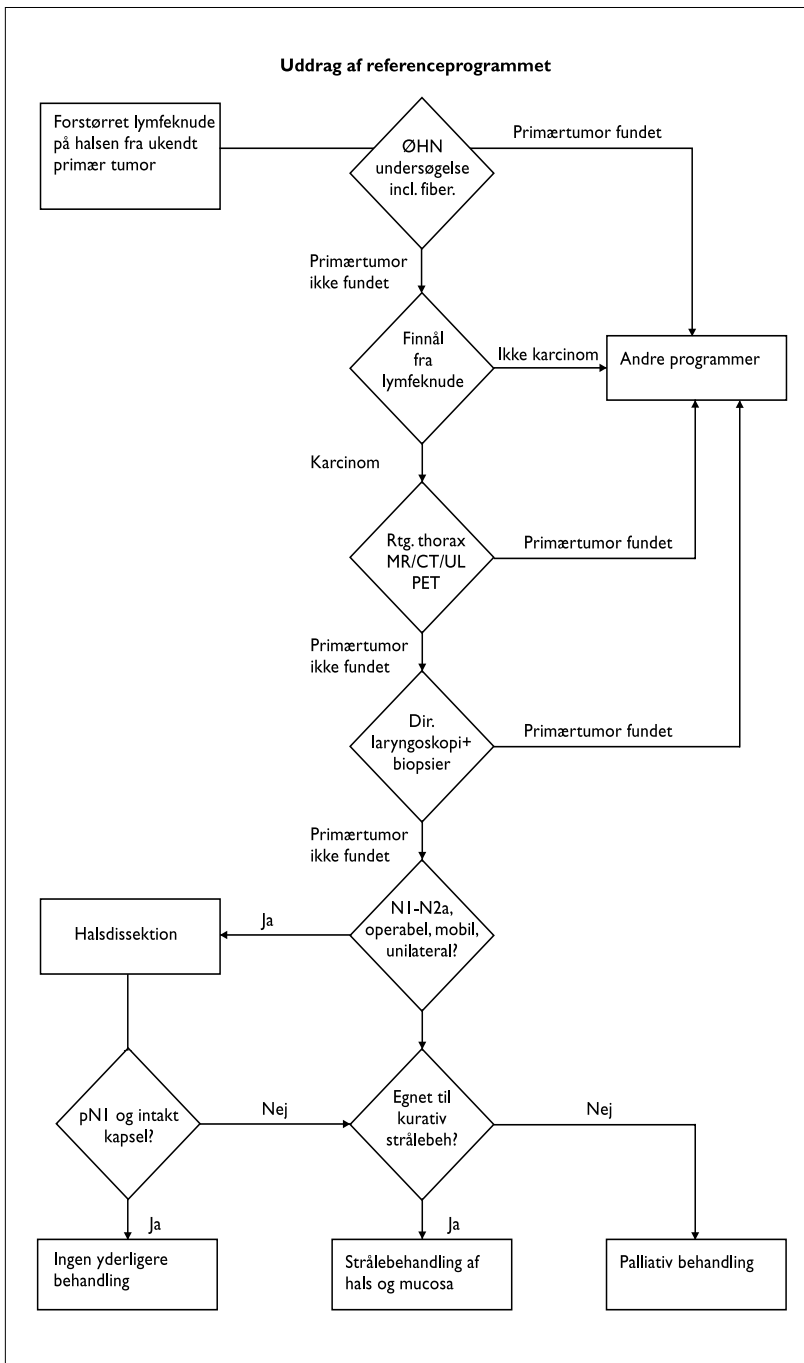 Uddrag af referenceprogrammet
Forstørret lymfeknude
på halsen fra ukendt
primær tumor
ØHN
undersøgelse
incl. fiber.
Primærtumor fundet
Primærtumor
ikke fundet
Finnål
fra
lymfeknude
Ikke karcinom
Andre programmer
Karcinom
Rtg. thorax
MR/CT/UL
PET
Primærtumor fundet
Primærtumor
ikke fundet
Dir.
laryngoskopi+
biopsier
Primærtumor fundet
Primærtumor
ikke fundet
N1-N2a,
operabel, mobil,
unilateral?
Ja
Halsdissektion
pN1 og intakt
kapsel?
Nej
Egnet til
kurativ
strålebeh?
Nej
Ja
Ja
Ingen yderligere
behandling
Strålebehandling af
hals og mucosa
Palliativ behandling